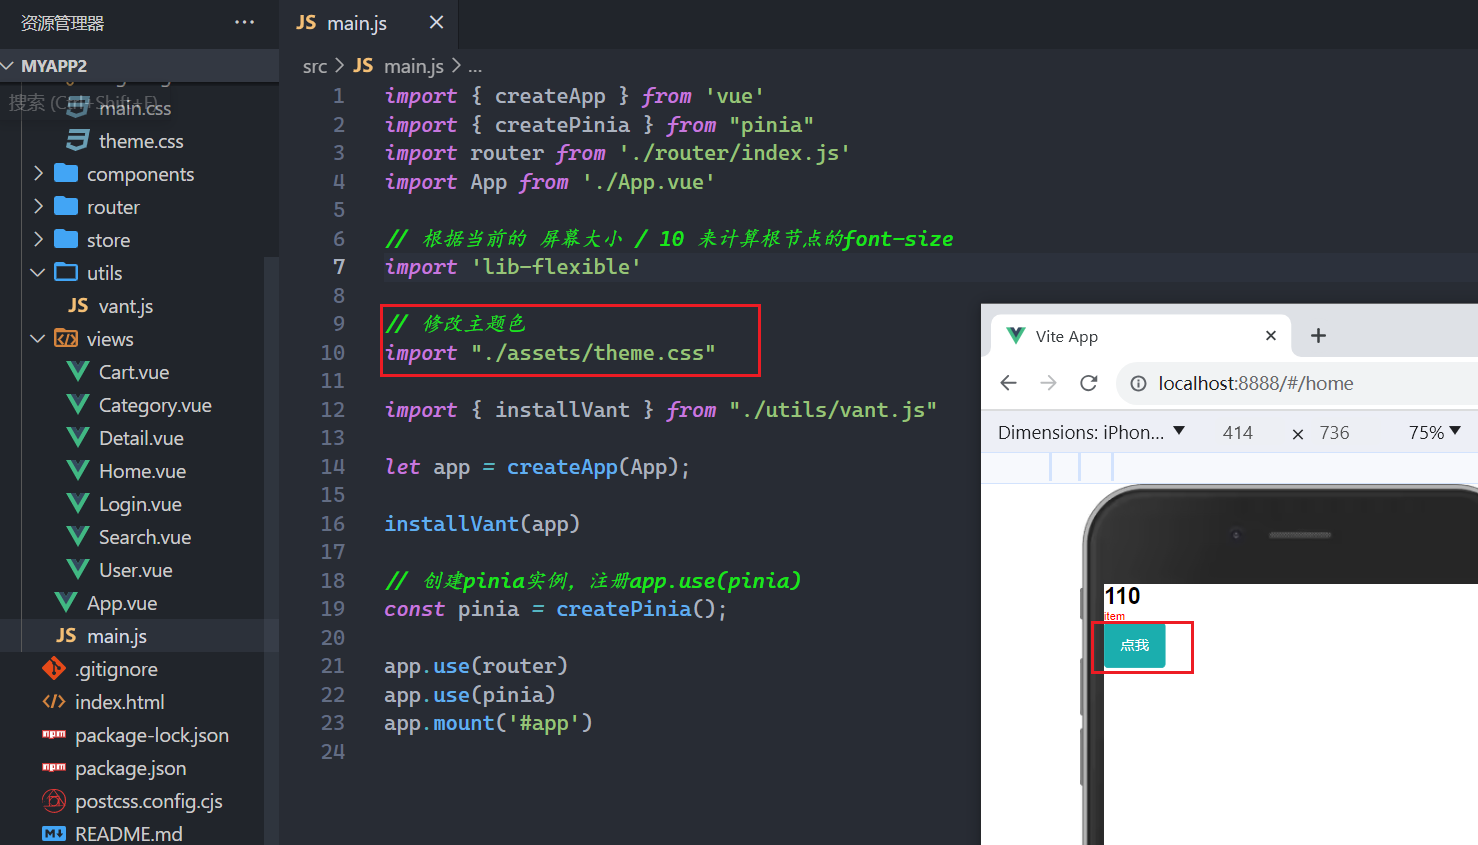 资源管理器 ···
MYAPP2
搜索 (Ctrl+Shift+F)
main.css
theme.css
components
router
store
utils
JS vant.js
views
Cart.vue
Category.vue
Detail.vue
Home.vue
Login.vue
Search.vue
User.vue
App.vue
JS main.js
.gitignore
index.html
package-lock.json
package.json
postcss.config.cjs
README.md
JS main.js ×
src > JS main.js > ...
1 import { createApp } from 'vue'
2 import { createPinia } from "pinia"
3 import router from './router/index.js'
4 import App from './App.vue'
5
6 // 根据当前的 屏幕大小 / 10 来计算根节点的font-size
7 import 'lib-flexible'
8
9 // 修改主题色
10 import "./assets/theme.css"
11
12 import { installVant } from "./utils/vant.js"
13
14 let app = createApp(App);
15
16 installVant(app)
17
18 // 创建pinia实例，注册app.use(pinia)
19 const pinia = createPinia();
20
21 app.use(router)
22 app.use(pinia)
23 app.mount('#app')
24
Vite App × +
localhost:8888/#/home
Dimensions: iPhon... ▼ 414 × 736 75% ▼
110
item
点我